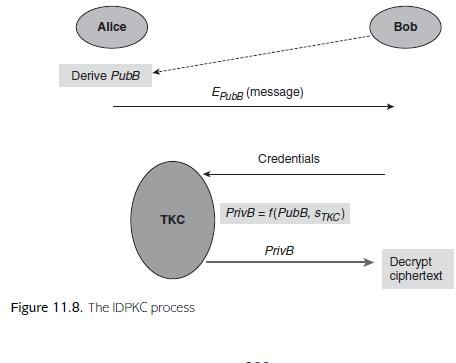 Alice
Bob
Derive PubB
EPubB (message)
Credentials
TKC
PrivB = f(PubB, sTKC)
PrivB
Decrypt
ciphertext
Figure 11.8. The IDPKC process